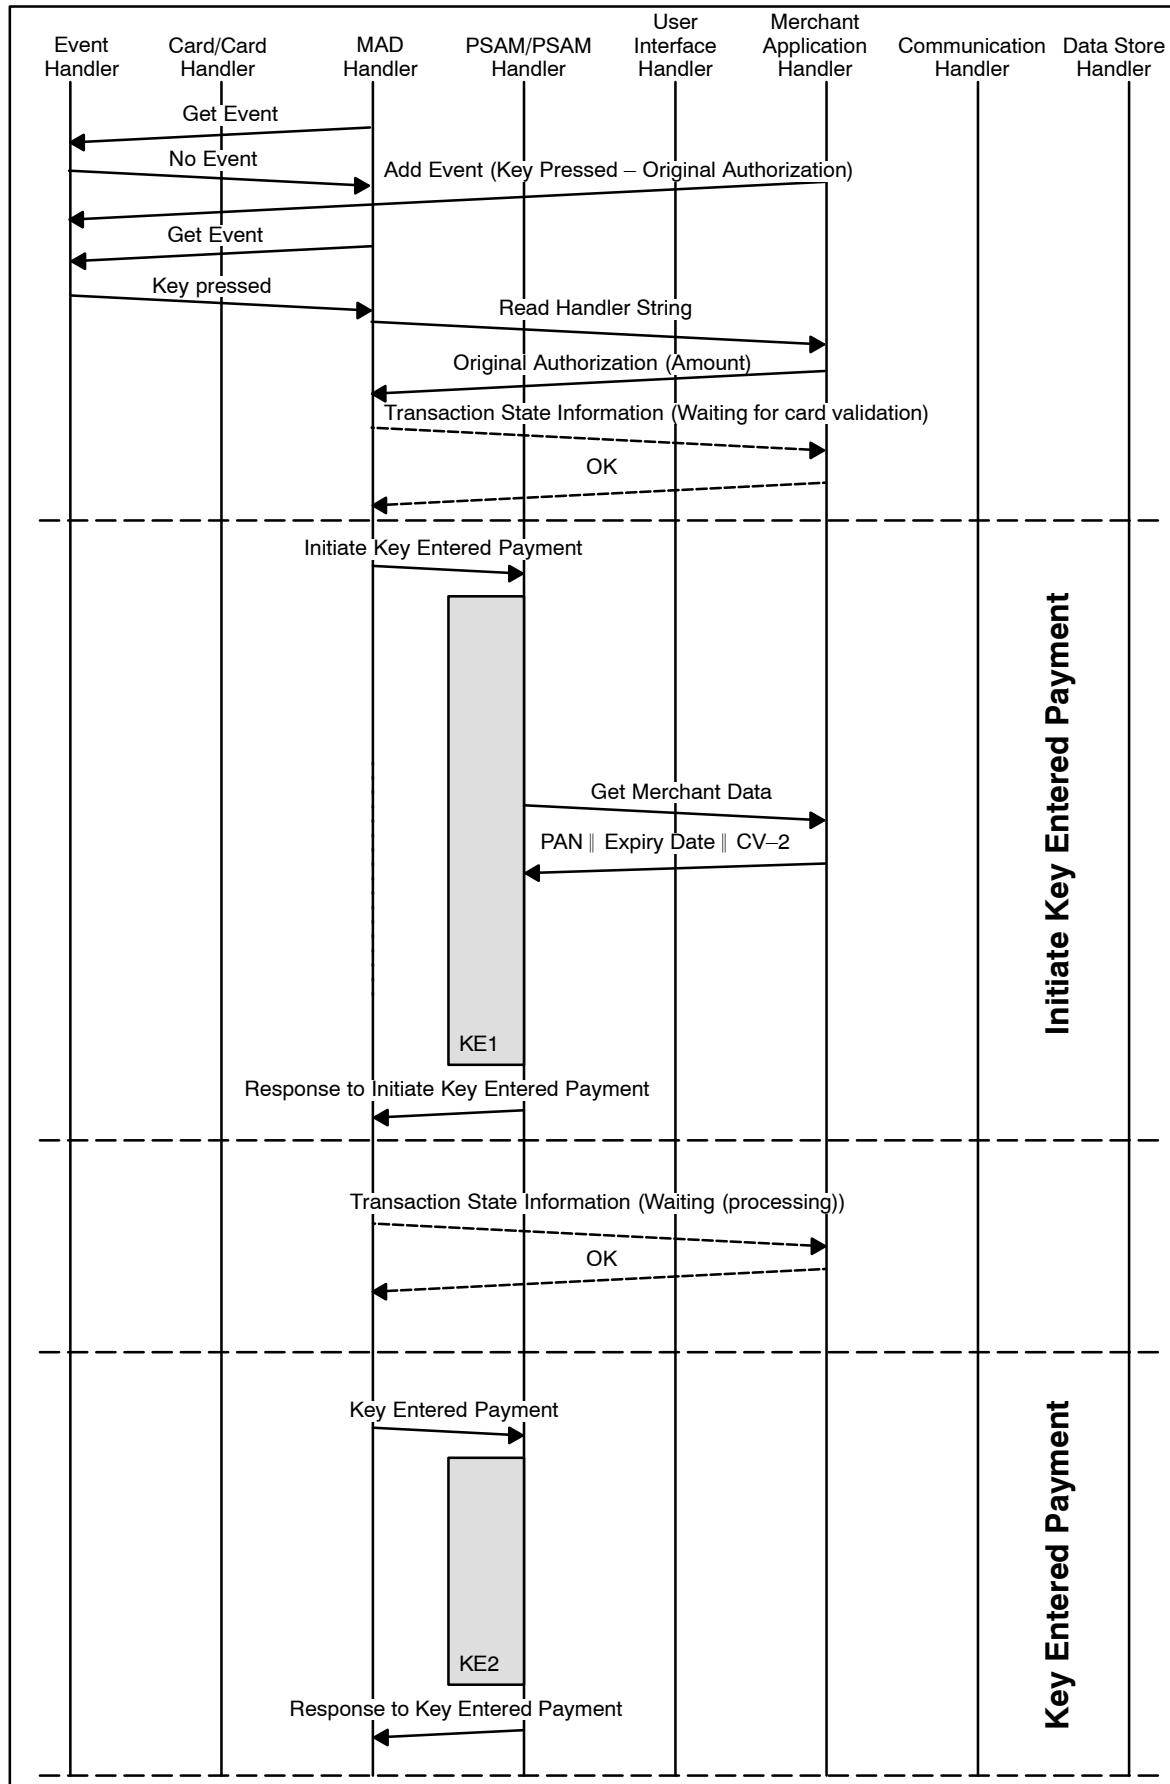 Event
Handler
Card/Card
Handler
MAD
Handler
PSAM/PSAM
Handler
User
Interface
Handler
Merchant
Application
Handler
Communication
Handler
Data Store
Handler
Get Event
No Event
Add Event (Key Pressed – Original Authorization)
Get Event
Key pressed
Read Handler String
Original Authorization (Amount)
Transaction State Information (Waiting for card validation)
OK
Initiate Key Entered Payment
Get Merchant Data
PAN || Expiry Date || CV–2
KE1
Response to Initiate Key Entered Payment
Initiate Key Entered Payment
Transaction State Information (Waiting (processing))
OK
Key Entered Payment
KE2
Response to Key Entered Payment
Key Entered Payment